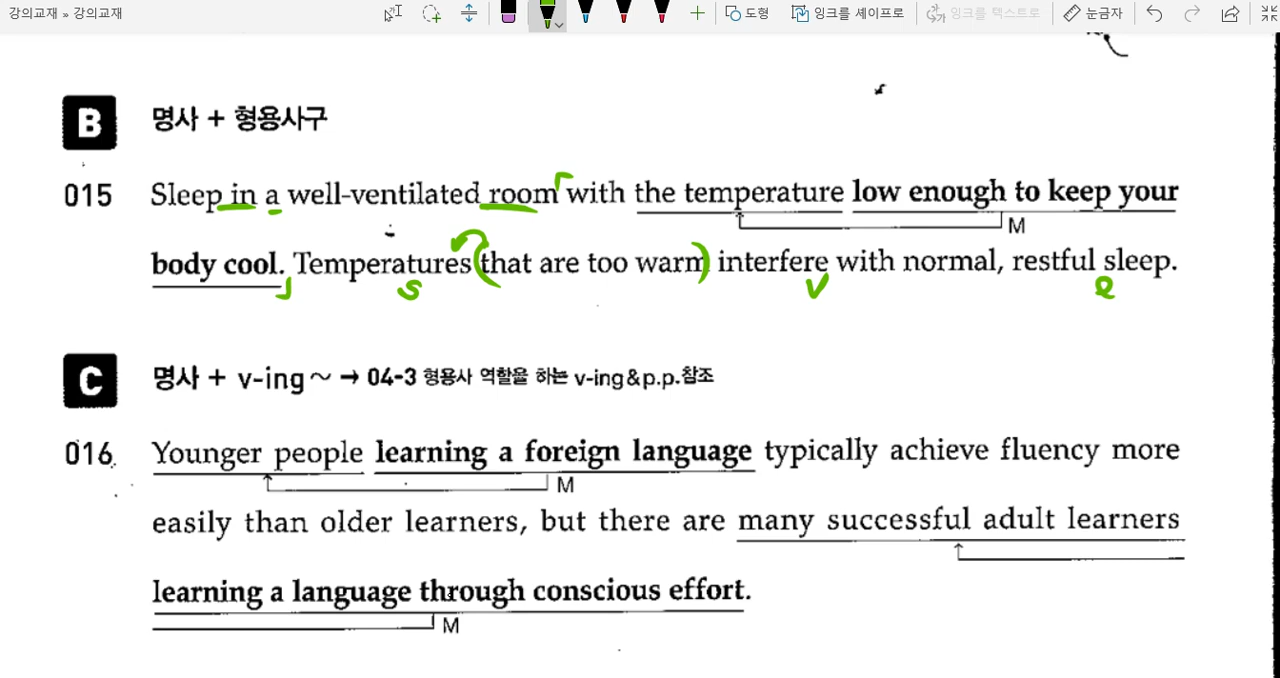 강의교재 » 강의교재 도형 잉크를 셰이프로 잉크를 텍스트로 눈금자
B 명사 + 형용사구
015 Sleep in a well-ventilated room with the temperature low enough to keep your
M
body cool. Temperatures (that are too warm) interfere with normal, restful sleep.
S V
C 명사 + v-ing ~ → 04-3 형용사 역할을 하는 v-ing&p.p.참조
016 Younger people learning a foreign language typically achieve fluency more
M
easily than older learners, but there are many successful adult learners
learning a language through conscious effort.
M